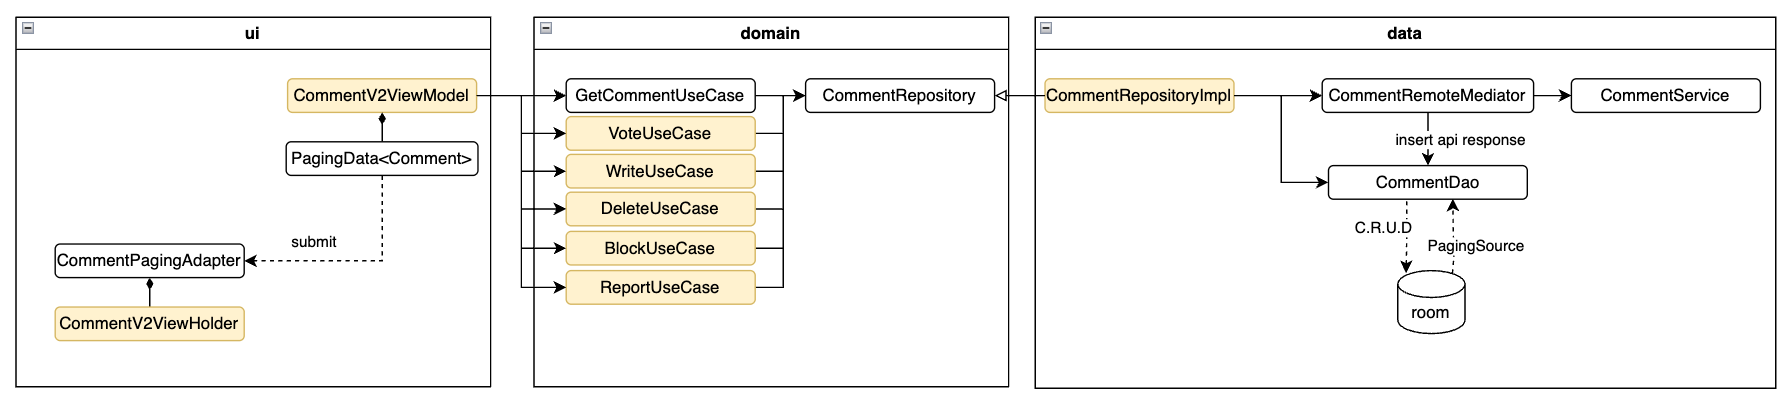 ui
CommentV2ViewModel
PagingData<Comment>
submit
CommentPagingAdapter
CommentV2ViewHolder
domain
GetCommentUseCase
VoteUseCase
WriteUseCase
DeleteUseCase
BlockUseCase
ReportUseCase
CommentRepository
data
CommentRepositoryImpl
CommentRemoteMediator
CommentService
insert api response
CommentDao
C.R.U.D
PagingSource
room